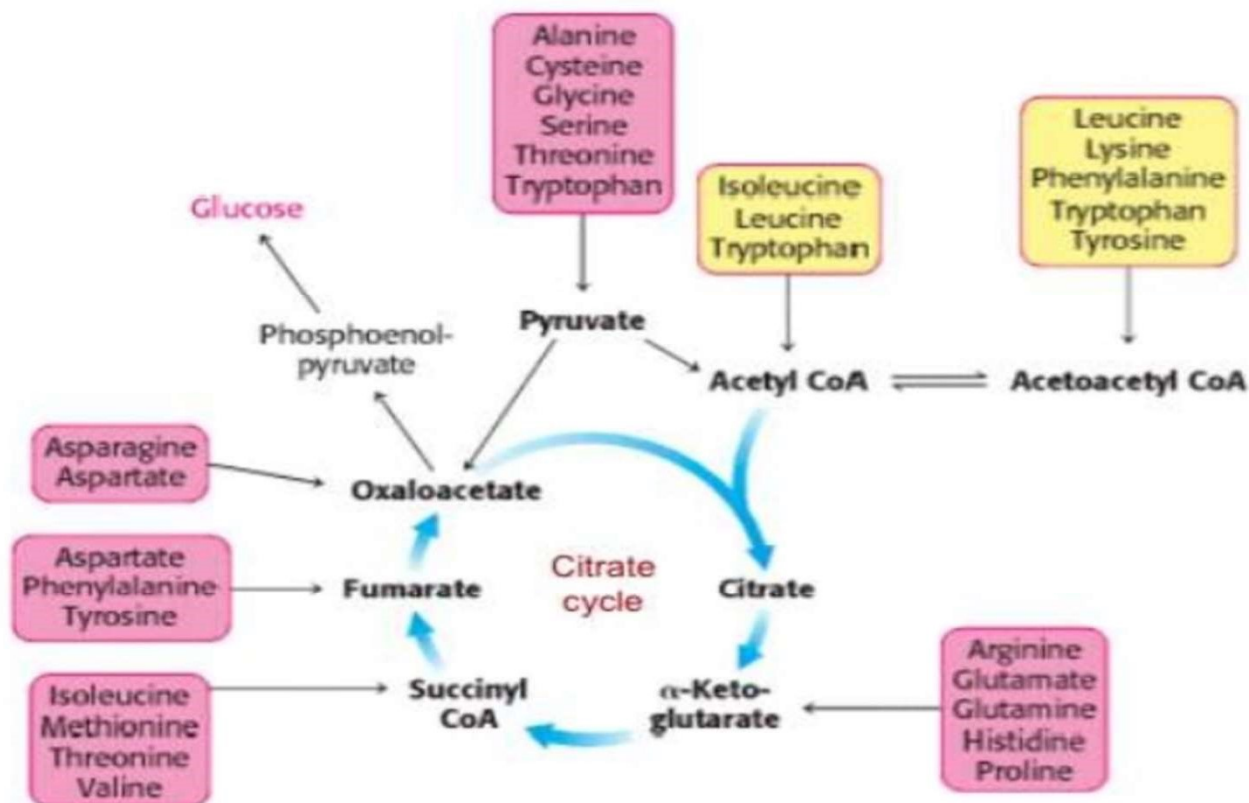 Alanine
Cysteine
Glycine
Serine
Threonine
Tryptophan
Leucine
Lysine
Phenylalanine
Tryptophan
Tyrosine
Isoleucine
Leucine
Tryptophan
Glucose
Phosphoenol-
pyruvate
Pyruvate
Acetyl CoA
Acetoacetyl CoA
Asparagine
Aspartate
Oxaloacetate
Aspartate
Phenylalanine
Tyrosine
Fumarate
Citrate
cycle
Citrate
Isoleucine
Methionine
Threonine
Valine
Succinyl
CoA
α-Keto-
glutarate
Arginine
Glutamate
Glutamine
Histidine
Proline